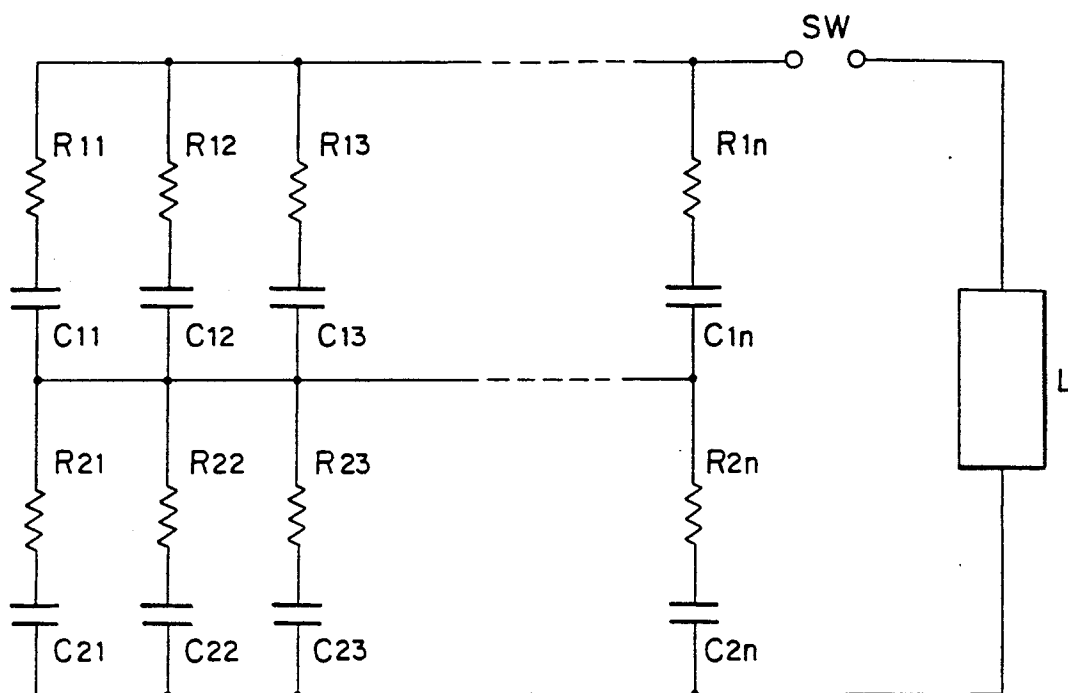 SW
R11 R12 R13 R1n
C11 C12 C13 C1n
L
R21 R22 R23 R2n
C21 C22 C23 C2n